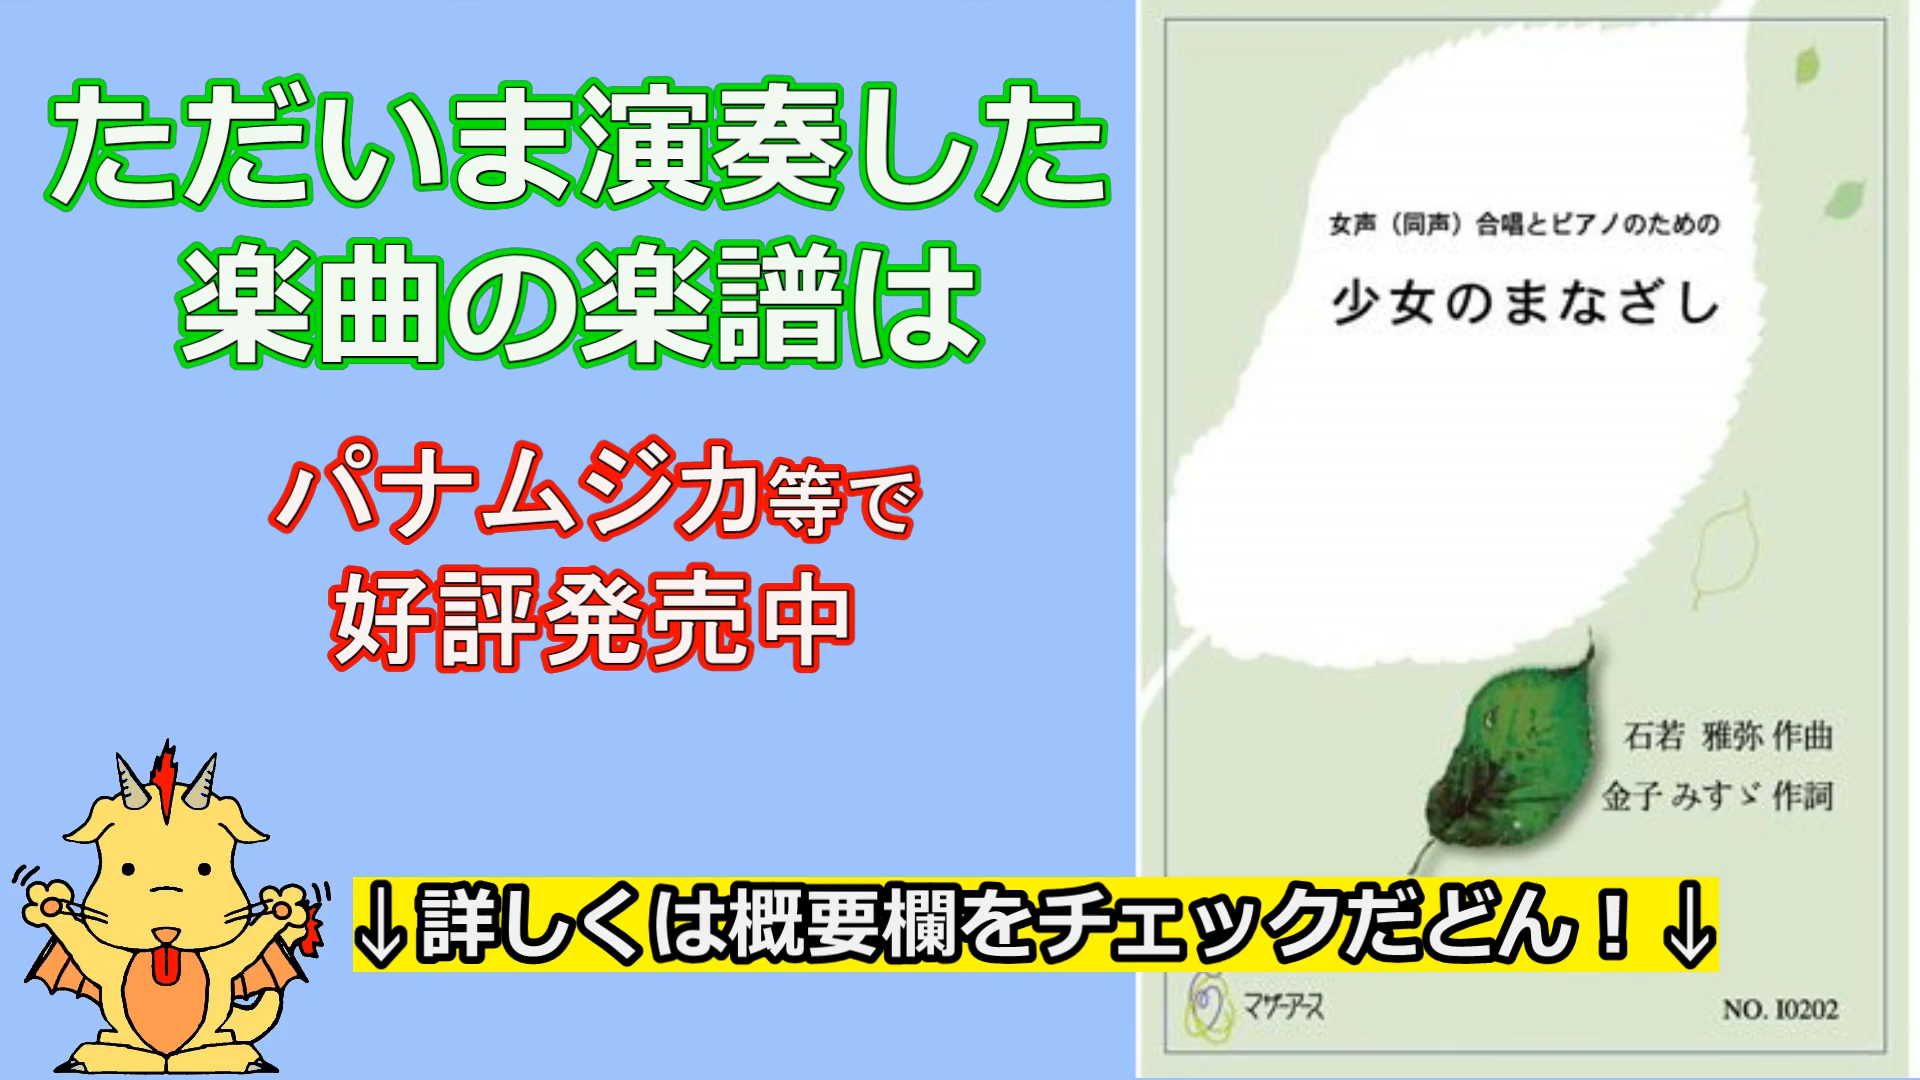 ただいま演奏した
楽曲の楽譜は
パナムジカ等で
好評発売中
女声（同声）合唱とピアノのための
少女のまなざし
石若 雅弥 作曲
金子 みすゞ 作詞
↓詳しくは概要欄をチェックだどん！↓
マザーアース
NO. I0202